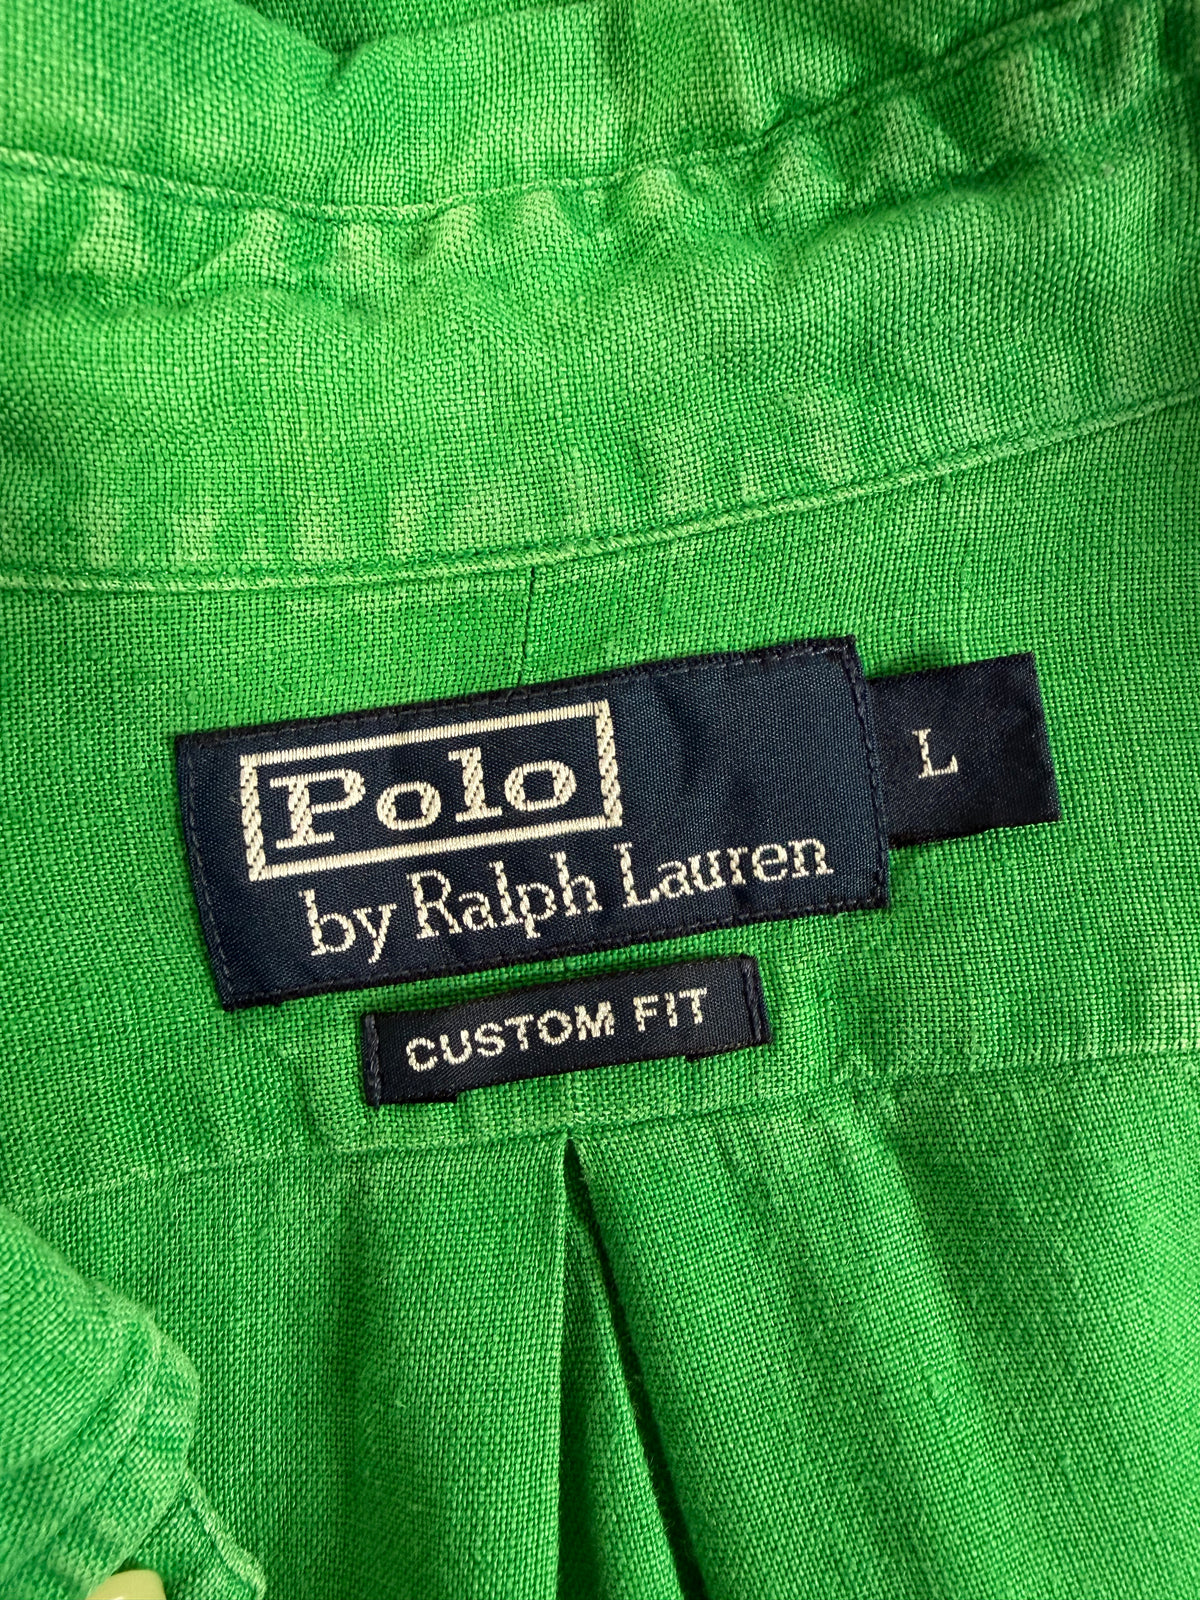 Polo
by Ralph Lauren
L
CUSTOM FIT